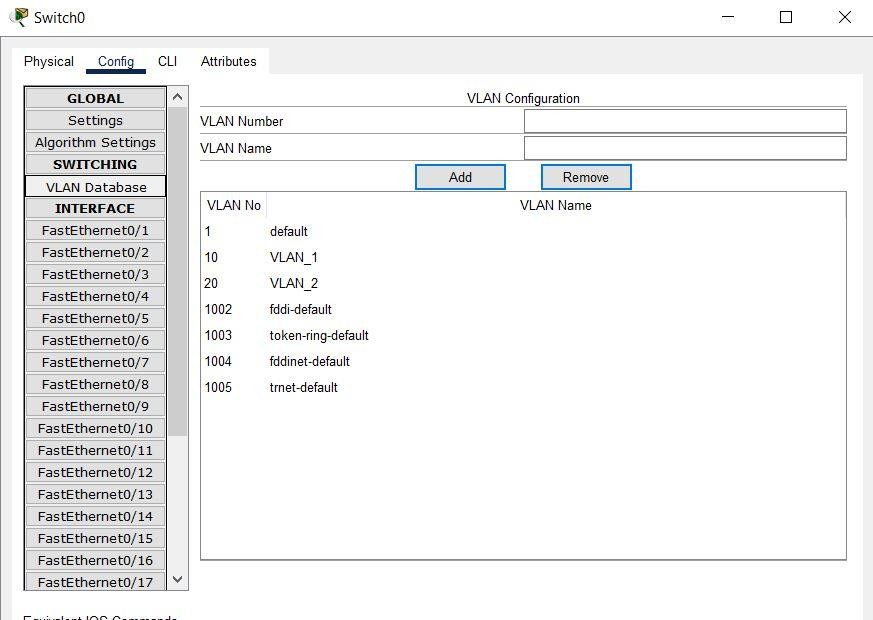 Switch0
Physical Config CLI Attributes
GLOBAL
Settings
Algorithm Settings
SWITCHING
VLAN Database
INTERFACE
FastEthernet0/1
FastEthernet0/2
FastEthernet0/3
FastEthernet0/4
FastEthernet0/5
FastEthernet0/6
FastEthernet0/7
FastEthernet0/8
FastEthernet0/9
FastEthernet0/10
FastEthernet0/11
FastEthernet0/12
FastEthernet0/13
FastEthernet0/14
FastEthernet0/15
FastEthernet0/16
FastEthernet0/17
VLAN Configuration
VLAN Number
VLAN Name
Add Remove
VLAN No VLAN Name
1 default
10 VLAN_1
20 VLAN_2
1002 fddi-default
1003 token-ring-default
1004 fddinet-default
1005 trnet-default
Equivalent IOS Commands